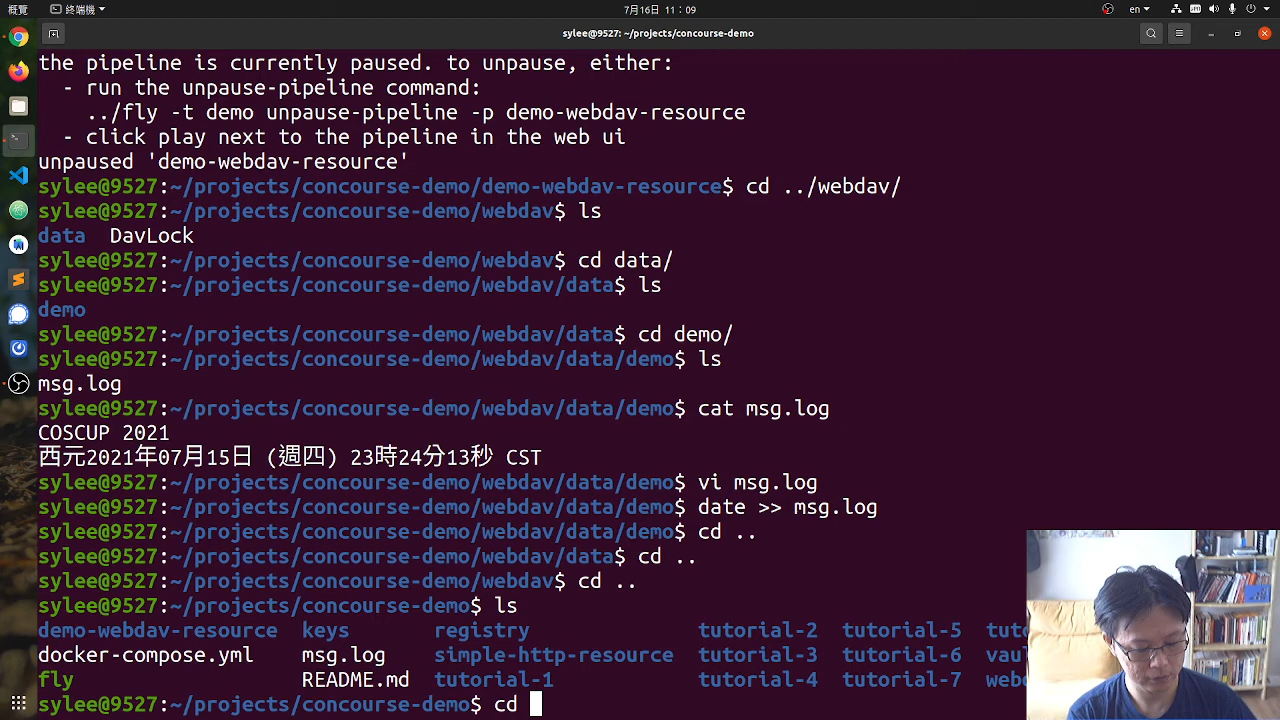 概覽 終端機 7月16日 11：09 en
sylee@9527: ~/projects/concourse-demo
the pipeline is currently paused. to unpause, either:
- run the unpause-pipeline command:
../fly -t demo unpause-pipeline -p demo-webdav-resource
- click play next to the pipeline in the web ui
unpaused 'demo-webdav-resource'
sylee@9527:~/projects/concourse-demo/demo-webdav-resource$ cd ../webdav/
sylee@9527:~/projects/concourse-demo/webdav$ ls
data DavLock
sylee@9527:~/projects/concourse-demo/webdav$ cd data/
sylee@9527:~/projects/concourse-demo/webdav/data$ ls
demo
sylee@9527:~/projects/concourse-demo/webdav/data$ cd demo/
sylee@9527:~/projects/concourse-demo/webdav/data/demo$ ls
msg.log
sylee@9527:~/projects/concourse-demo/webdav/data/demo$ cat msg.log
COSCUP 2021
西元2021年07月15日 (週四) 23時24分13秒 CST
sylee@9527:~/projects/concourse-demo/webdav/data/demo$ vi msg.log
sylee@9527:~/projects/concourse-demo/webdav/data/demo$ date >> msg.log
sylee@9527:~/projects/concourse-demo/webdav/data/demo$ cd ..
sylee@9527:~/projects/concourse-demo/webdav/data$ cd ..
sylee@9527:~/projects/concourse-demo/webdav$ cd ..
sylee@9527:~/projects/concourse-demo$ ls
demo-webdav-resource keys registry tutorial-2 tutorial-5 tut
docker-compose.yml msg.log simple-http-resource tutorial-3 tutorial-6 vau
fly README.md tutorial-1 tutorial-4 tutorial-7 web
sylee@9527:~/projects/concourse-demo$ cd